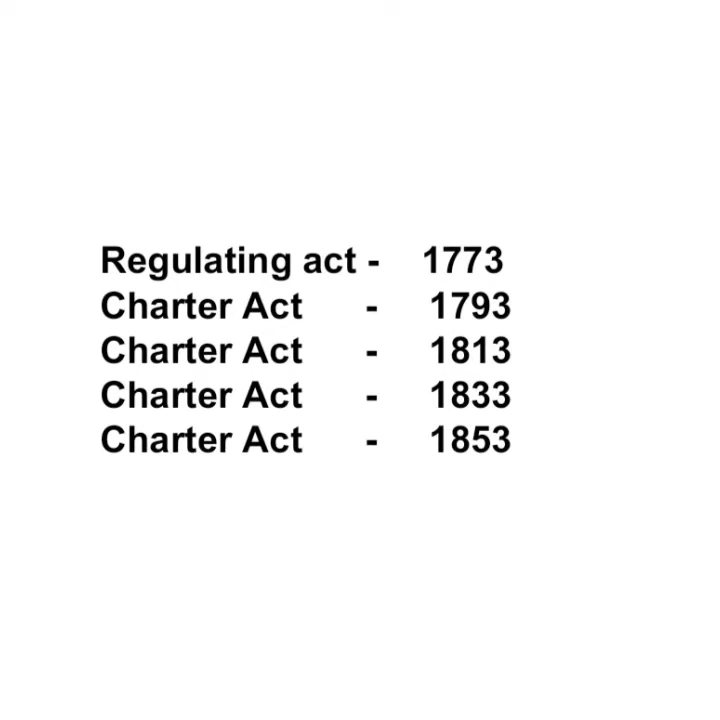 Regulating act - 1773
Charter Act - 1793
Charter Act - 1813
Charter Act - 1833
Charter Act - 1853